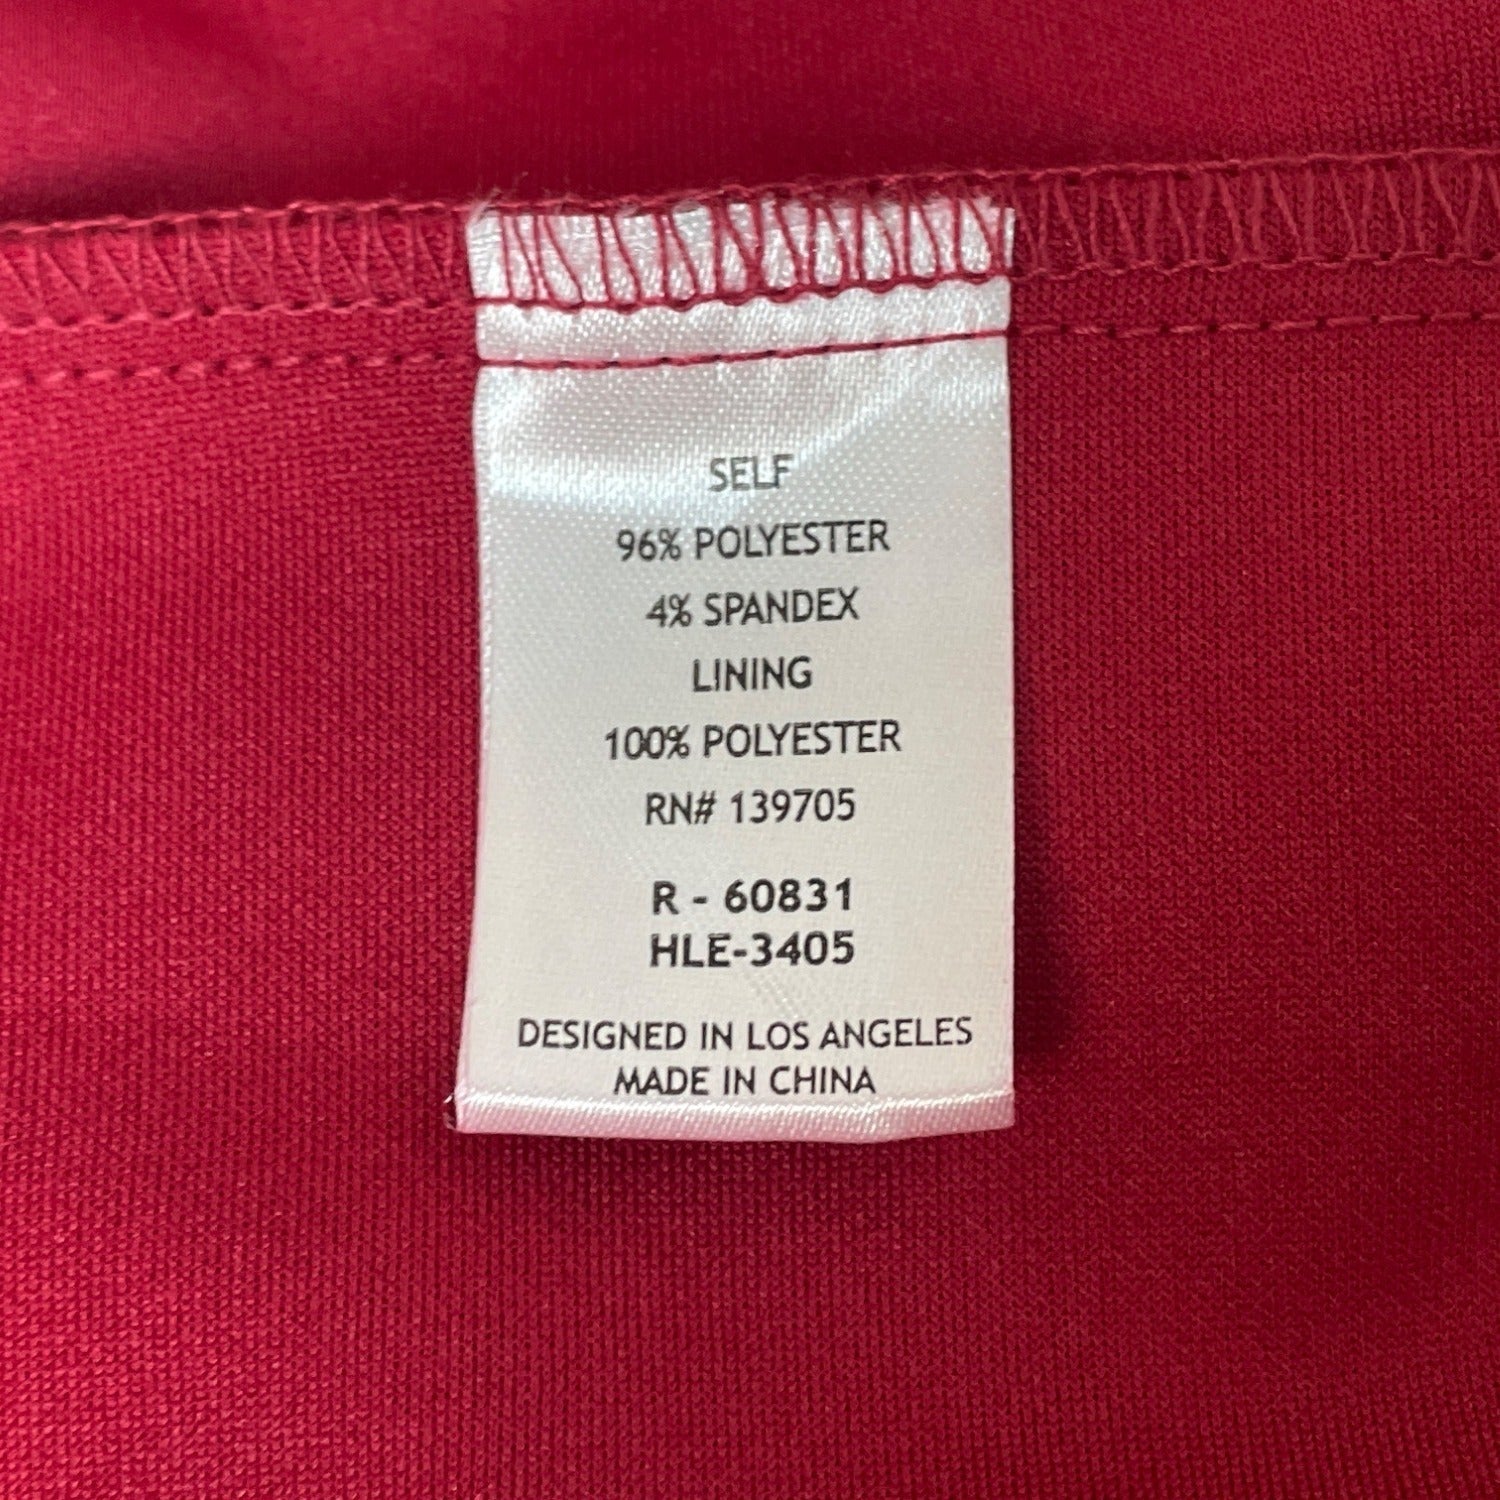 SELF
96% POLYESTER
4% SPANDEX
LINING
100% POLYESTER
RN# 139705
R - 60831
HLE-3405
DESIGNED IN LOS ANGELES
MADE IN CHINA